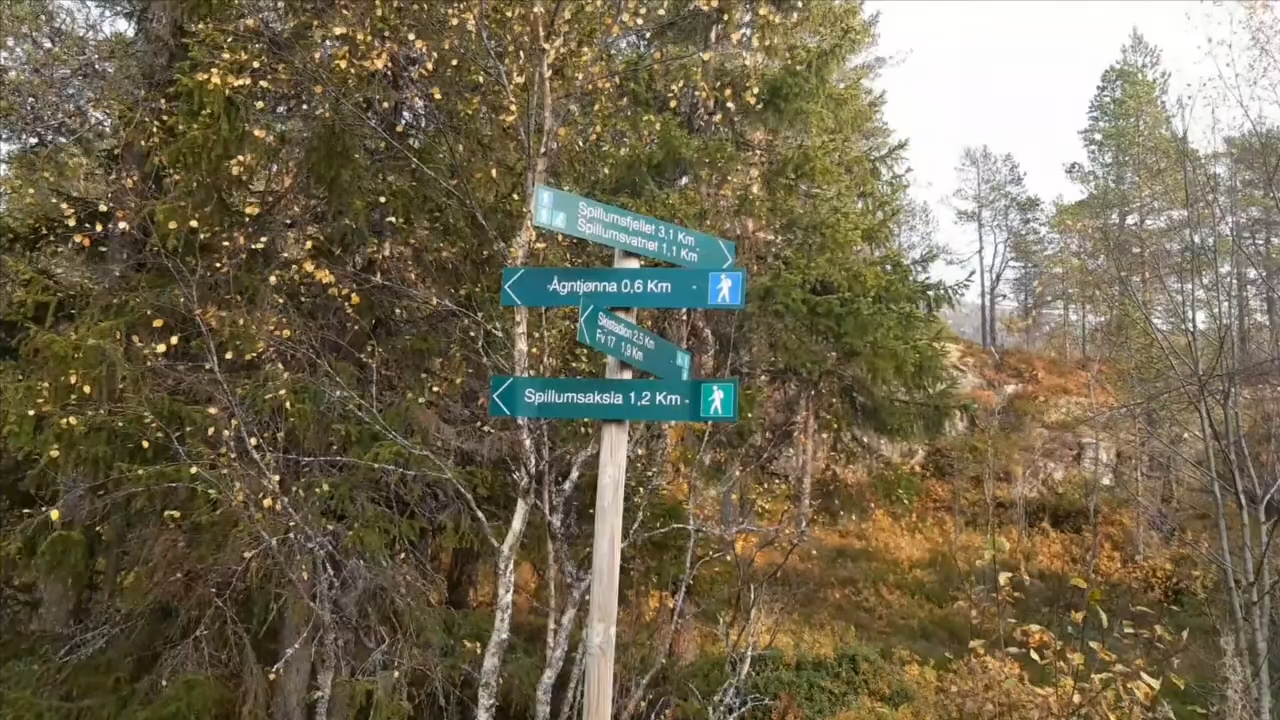 Spillumsfjellet 3,1 Km
Spillumsvatnet 1,1 Km
Ågntjønna 0,6 Km
Skistadion 2,5 Km
Fv 17 1,9 Km
Spillumsaksla 1,2 Km